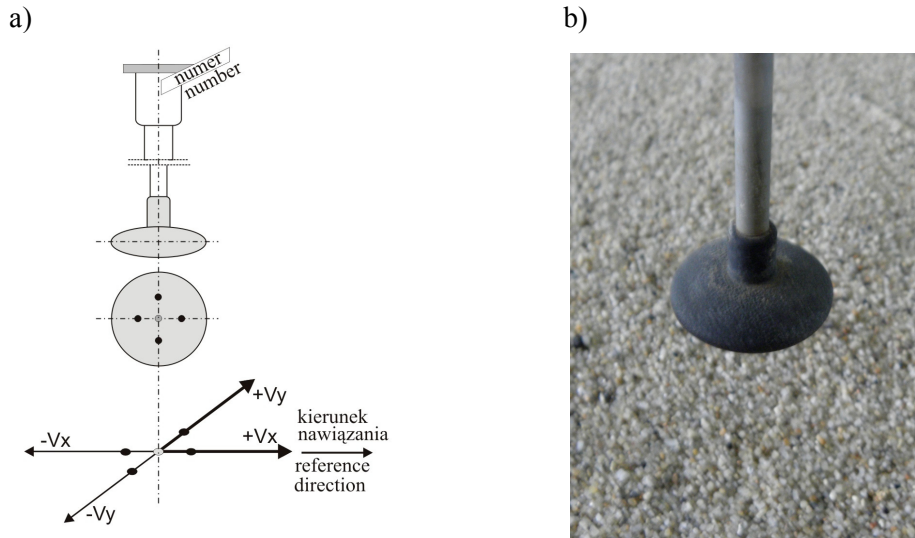 a)
b)
numer
number
+Vy
-Vx
+Vx
-Vy
kierunek
nawiązania
reference
direction